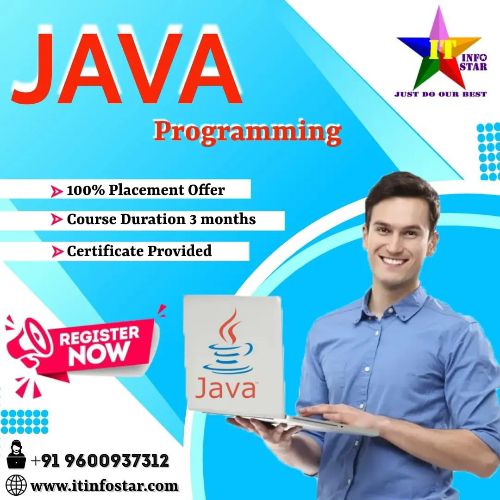 JAVA
Programming
IT INFO
STAR
JUST DO OUR BEST
100% Placement Offer
Course Duration 3 months
Certificate Provided
REGISTER
NOW
Java
+91 9600937312
www.itinfostar.com